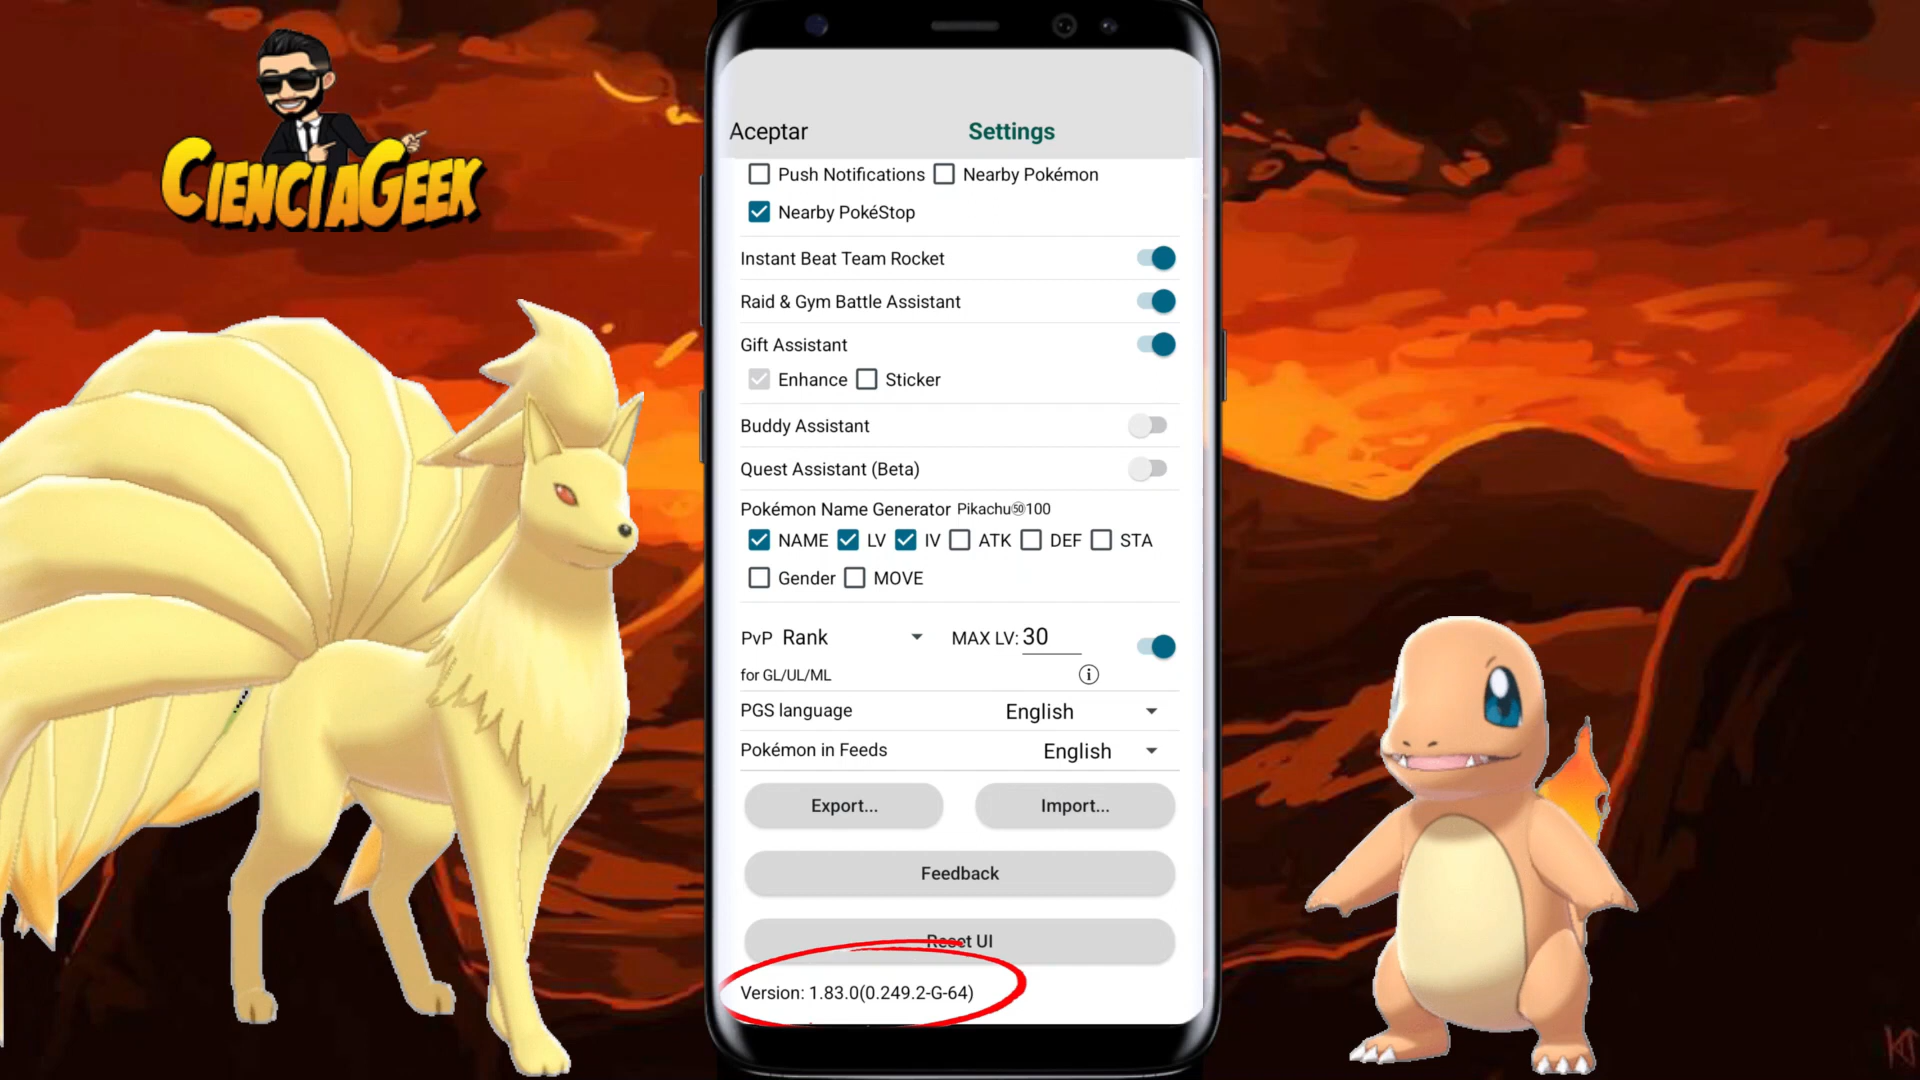 CIENCIAGEEK
Aceptar Settings
Push Notifications Nearby Pokémon
Nearby PokéStop
Instant Beat Team Rocket
Raid & Gym Battle Assistant
Gift Assistant
Enhance Sticker
Buddy Assistant
Quest Assistant (Beta)
Pokémon Name Generator Pikachu㊿100
NAME LV IV ATK DEF STA
Gender MOVE
PvP Rank MAX LV: 30
for GL/UL/ML
PGS language English
Pokémon in Feeds English
Export... Import...
Feedback
Reset UI
Version: 1.83.0(0.249.2-G-64)